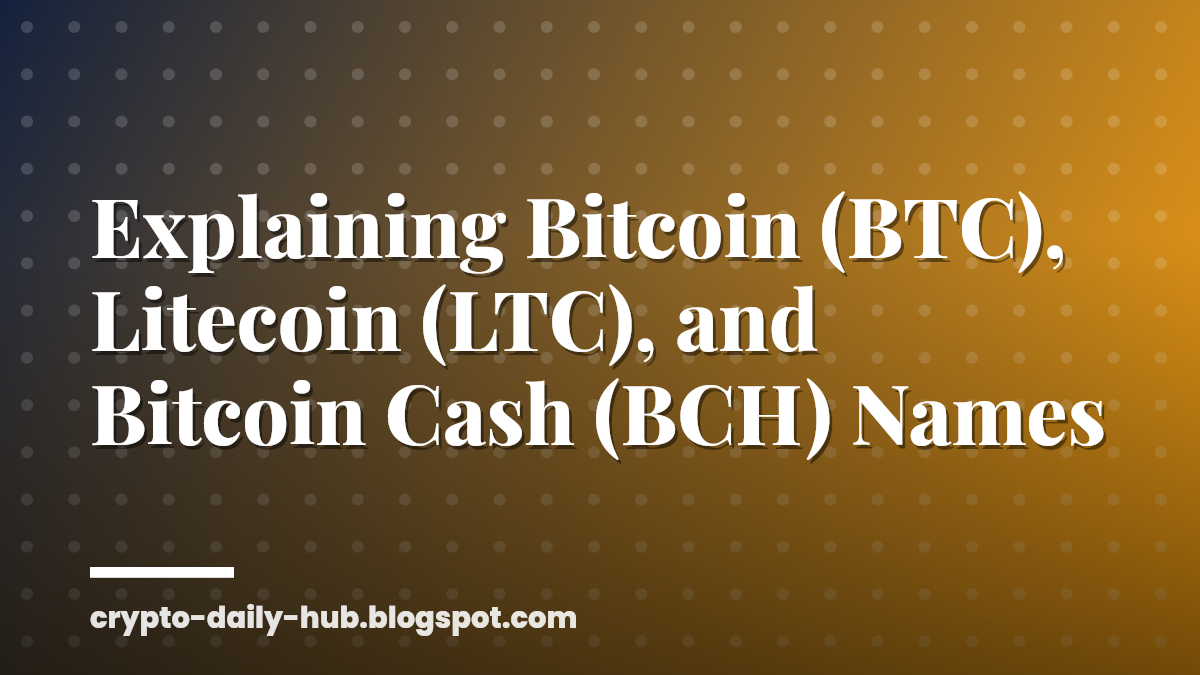 Explaining Bitcoin (BTC),
Litecoin (LTC), and
Bitcoin Cash (BCH) Names
crypto-daily-hub.blogspot.com